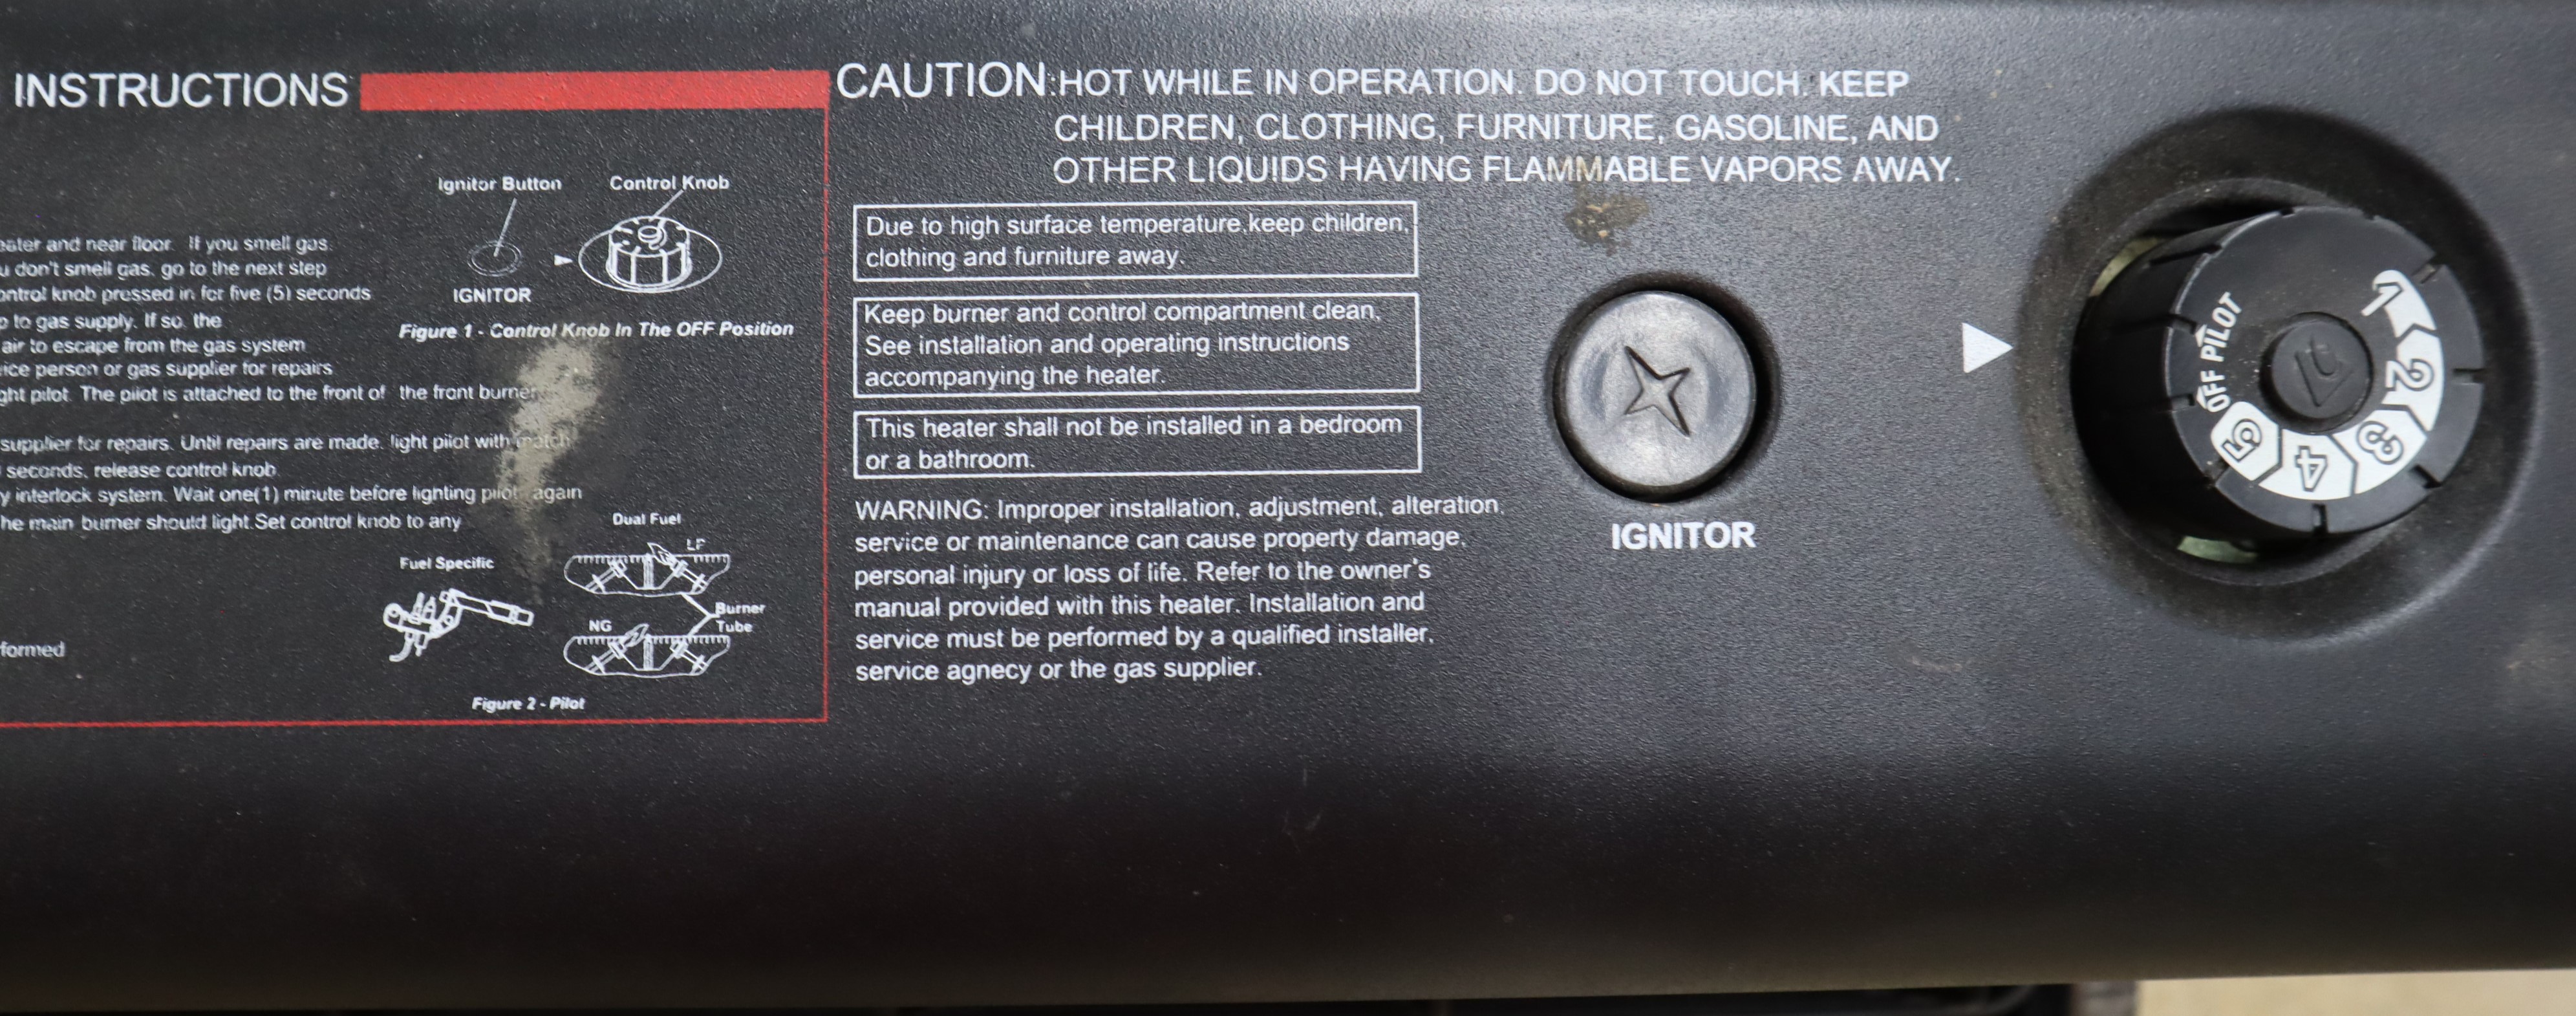 INSTRUCTIONS
eater and near floor. If you smell gas.
u don't smell gas. go to the next step
ontrol knob pressed in for five (5) seconds
p to gas supply. If so. the
air to escape from the gas system
ice person or gas supplier for repairs
ght pilot. The pilot is attached to the front of the front burner
supplier for repairs. Until repairs are made. light pilot with match
seconds, release control knob
y interlock system. Wait one(1) minute before lighting pilot again
he main burner should light.Set control knob to any
formed
Ignitor Button
Control Knob
IGNITOR
Figure 1 - Control Knob In The OFF Position
Dual Fuel
LP
Fuel Specific
Burner
Tube
NG
Figure 2 - Pilot
CAUTION:HOT WHILE IN OPERATION. DO NOT TOUCH. KEEP
CHILDREN, CLOTHING, FURNITURE, GASOLINE, AND
OTHER LIQUIDS HAVING FLAMMABLE VAPORS AWAY.
Due to high surface temperature,keep children,
clothing and furniture away.
Keep burner and control compartment clean.
See installation and operating instructions
accompanying the heater.
This heater shall not be installed in a bedroom
or a bathroom.
WARNING: Improper installation, adjustment, alteration,
service or maintenance can cause property damage,
personal injury or loss of life. Refer to the owner's
manual provided with this heater. Installation and
service must be performed by a qualified installer,
service agnecy or the gas supplier.
IGNITOR
OFF PILOT
1
2
3
4
5